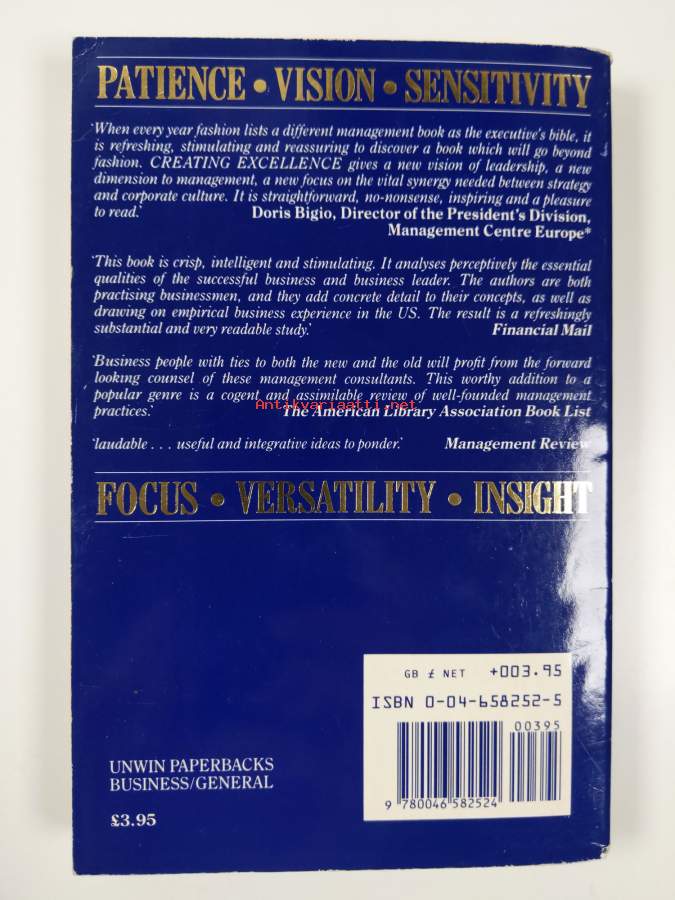 PATIENCE • VISION • SENSITIVITY
'When every year fashion lists a different management book as the executive's bible, it
is refreshing, stimulating and reassuring to discover a book which will go beyond
fashion. CREATING EXCELLENCE gives a new vision of leadership, a new
dimension to management, a new focus on the vital synergy needed between strategy
and corporate culture. It is straightforward, no-nonsense, inspiring and a pleasure
to read.' Doris Bigio, Director of the President's Division,
Management Centre Europe*
'This book is crisp, intelligent and stimulating. It analyses perceptively the essential
qualities of the successful business and business leader. The authors are both
practising businessmen, and they add concrete detail to their concepts, as well as
drawing on empirical business experience in the US. The result is a refreshingly
substantial and very readable study.' Financial Mail
'Business people with ties to both the new and the old will profit from the forward
looking counsel of these management consultants. This worthy addition to a
popular genre is a cogent and assimilable review of well-founded management
practices.' The American Library Association Book List
Antikvariaatti.net
'laudable . . . useful and integrative ideas to ponder.' Management Review
FOCUS • VERSATILITY • INSIGHT
GB £ NET +003.95
ISBN 0-04-658252-5
00395
9 780046 582524
UNWIN PAPERBACKS
BUSINESS/GENERAL
£3.95